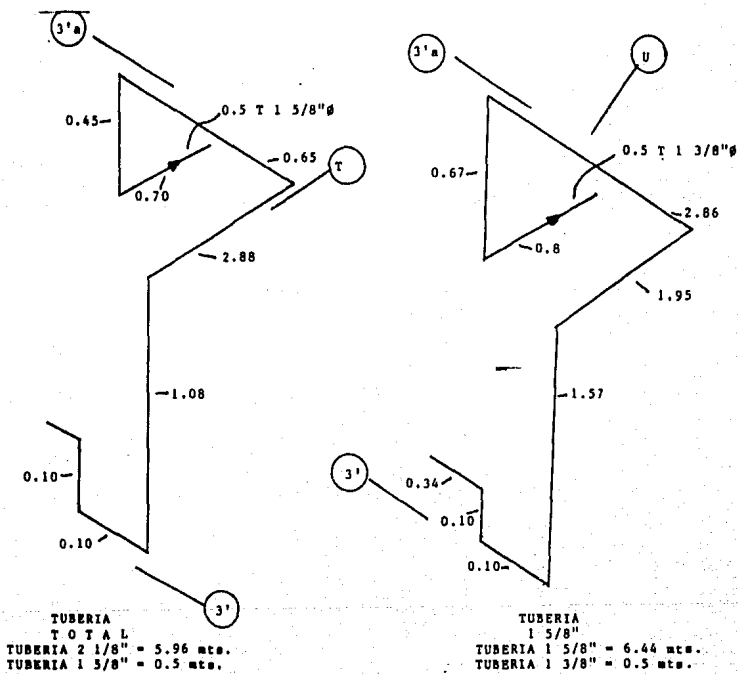 3'a
0.45
0.5 T 1 5/8"ø
0.65
0.70
T
2.88
1.08
0.10
0.10
3'
TUBERIA
T O T A L
TUBERIA 2 1/8" = 5.96 mts.
TUBERIA 1 5/8" = 0.5 mts.
3'a
U
0.5 T 1 3/8"ø
0.67
2.86
0.8
1.95
1.57
3'
0.34
0.10
0.10
TUBERIA
1 5/8"
TUBERIA 1 5/8" = 6.44 mts.
TUBERIA 1 3/8" = 0.5 mts.